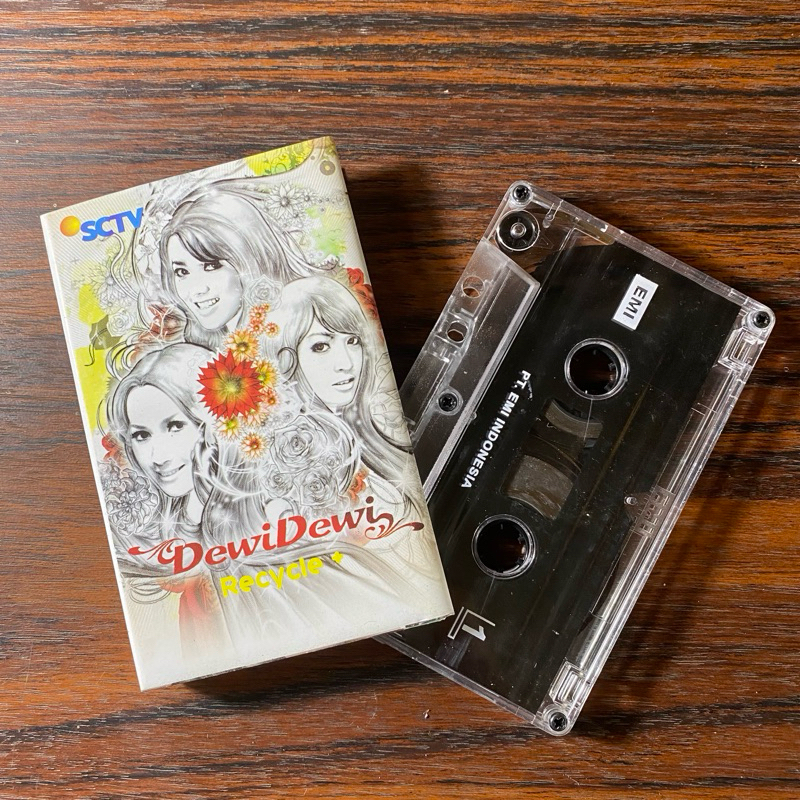 SCTV
DewiDewi
Recycle +
EMI
PT. EMI INDONESIA
1